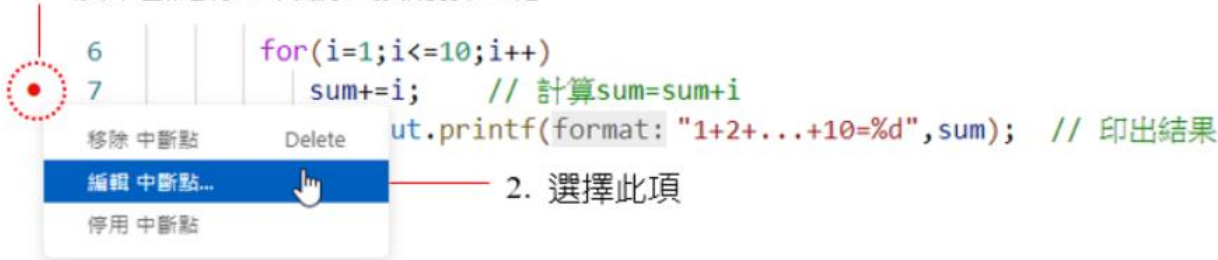 6 for(i=1;i<=10;i++)
7 sum+=i; // 計算sum=sum+i
ut.printf(format: "1+2+...+10=%d",sum); // 印出結果
移除 中斷點 Delete
編輯 中斷點...
2. 選擇此項
停用 中斷點